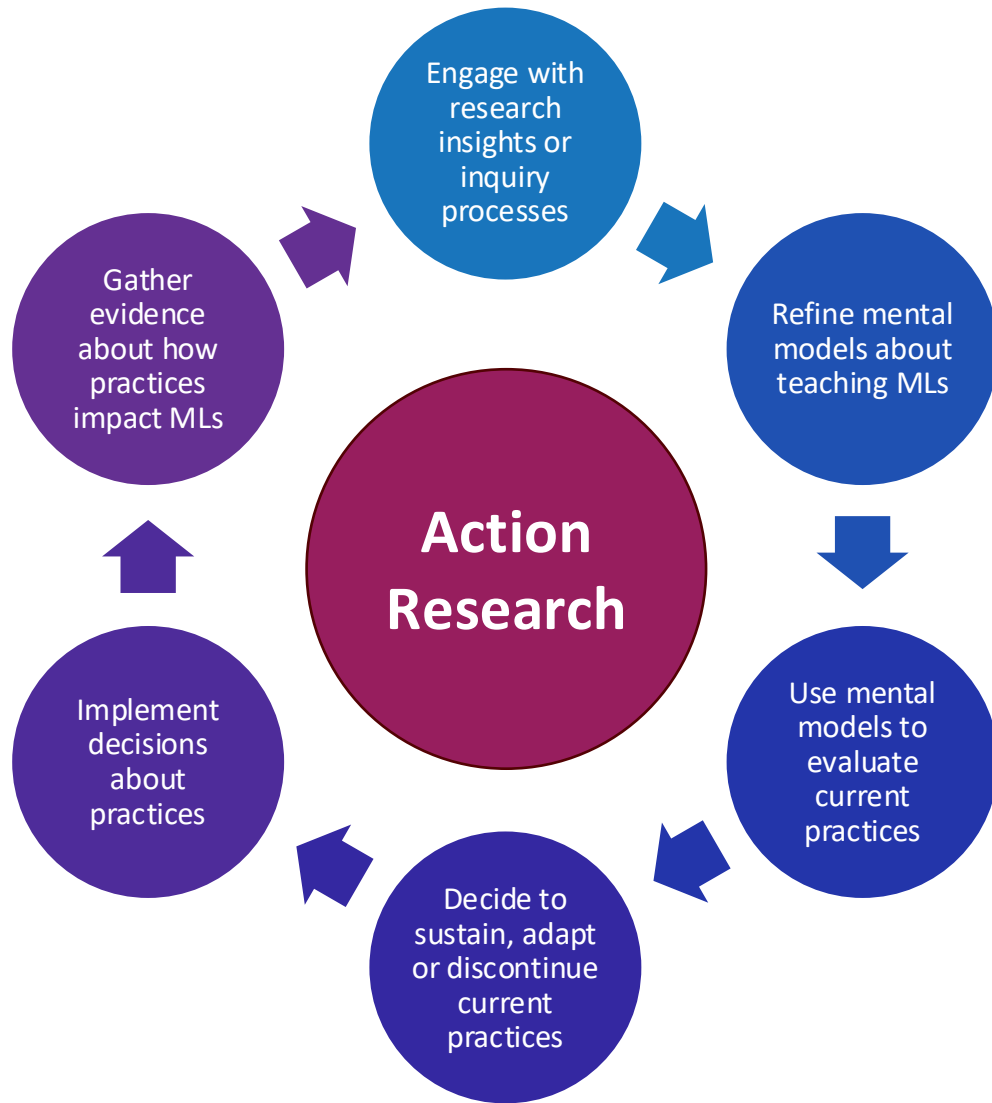 Engage with
research
insights or
inquiry
processes
Refine mental
models about
teaching MLs
Use mental
models to
evaluate
current
practices
Decide to
sustain, adapt
or discontinue
current
practices
Implement
decisions
about
practices
Gather
evidence
about how
practices
impact MLs
Action
Research